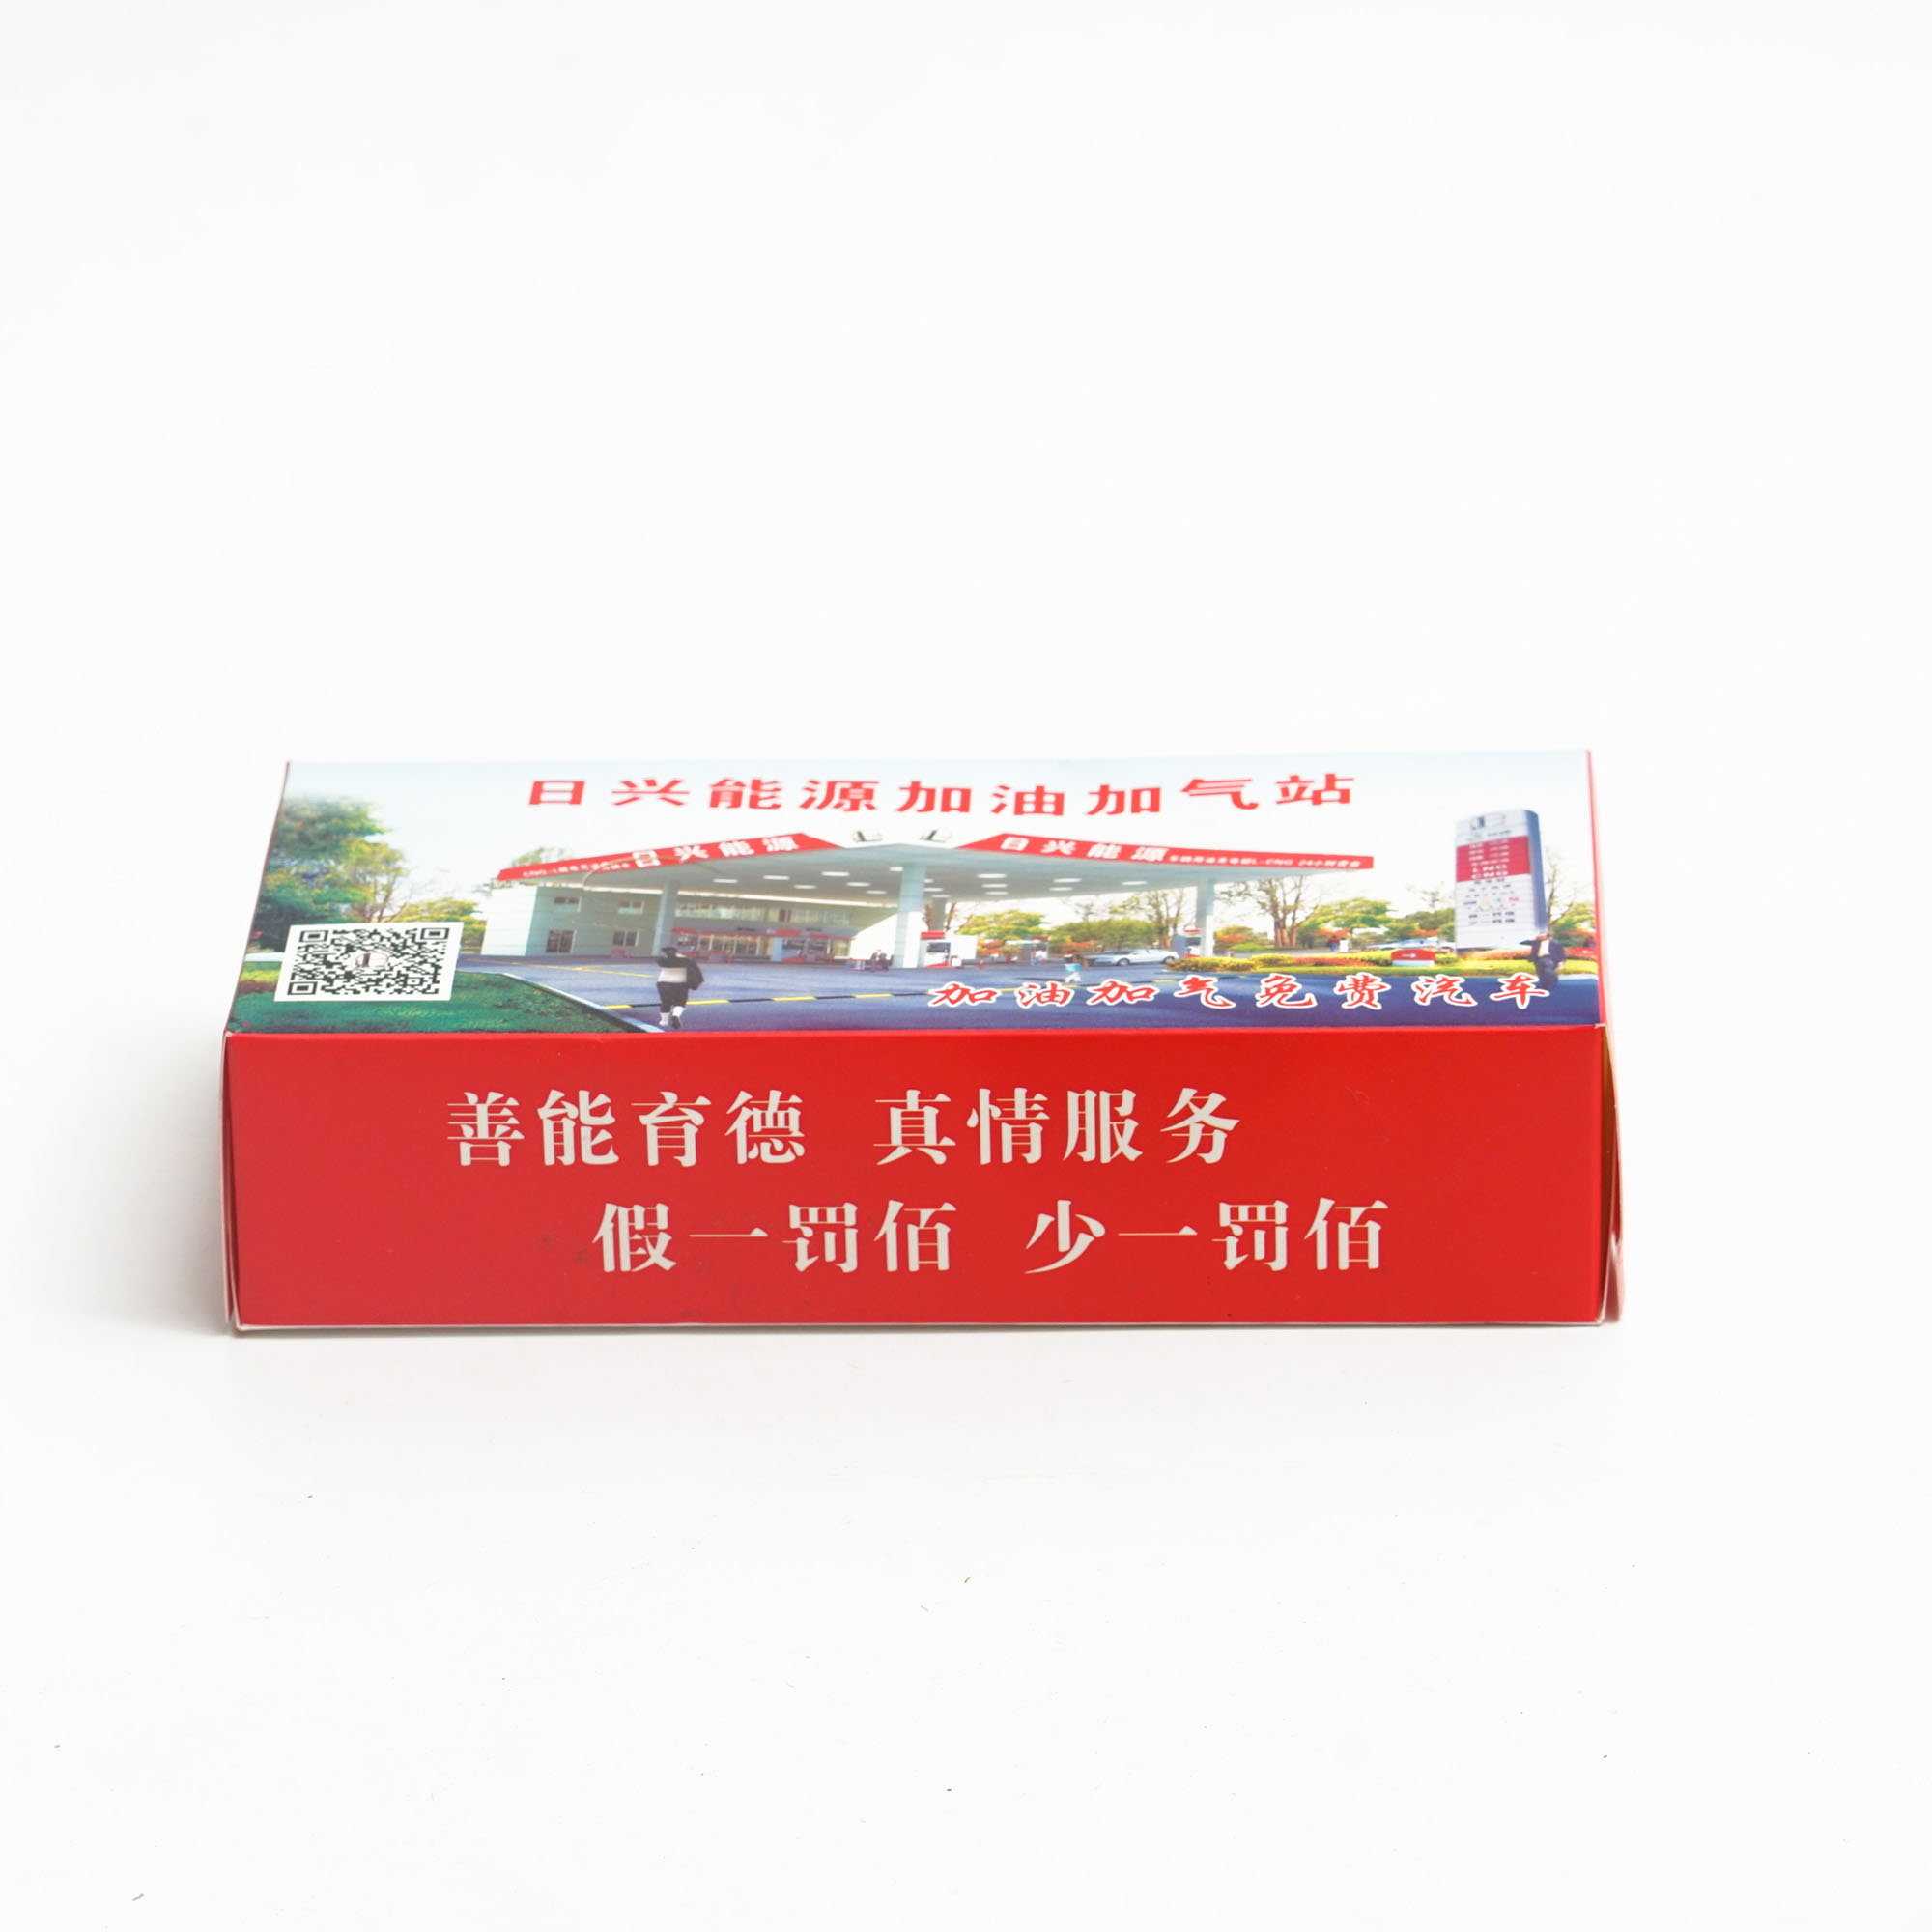 日兴能源加油加气站
日兴能源
日兴能源
加油加气免费汽车
善能育德 真情服务
假一罚佰 少一罚佰